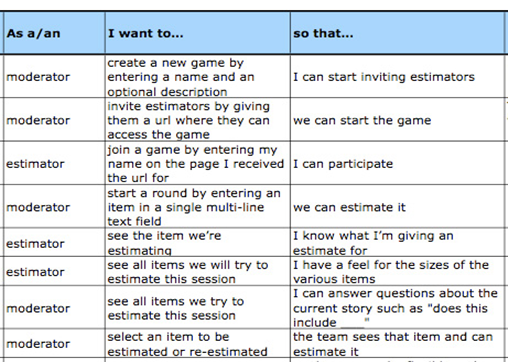 As a/an
I want to...
so that...
moderator
create a new game by
entering a name and an
optional description
I can start inviting estimators
moderator
invite estimators by giving
them a url where they can
access the game
we can start the game
estimator
join a game by entering my
name on the page I received
the url for
I can participate
moderator
start a round by entering an
item in a single multi-line
text field
we can estimate it
estimator
see the item we’re
estimating
I know what I’m giving an
estimate for
estimator
see all items we will try to
estimate this session
I have a feel for the sizes of the
various items
moderator
see all items we try to
estimate this session
I can answer questions about the
current story such as "does this
include ___"
moderator
select an item to be
estimated or re-estimated
the team sees that item and can
estimate it